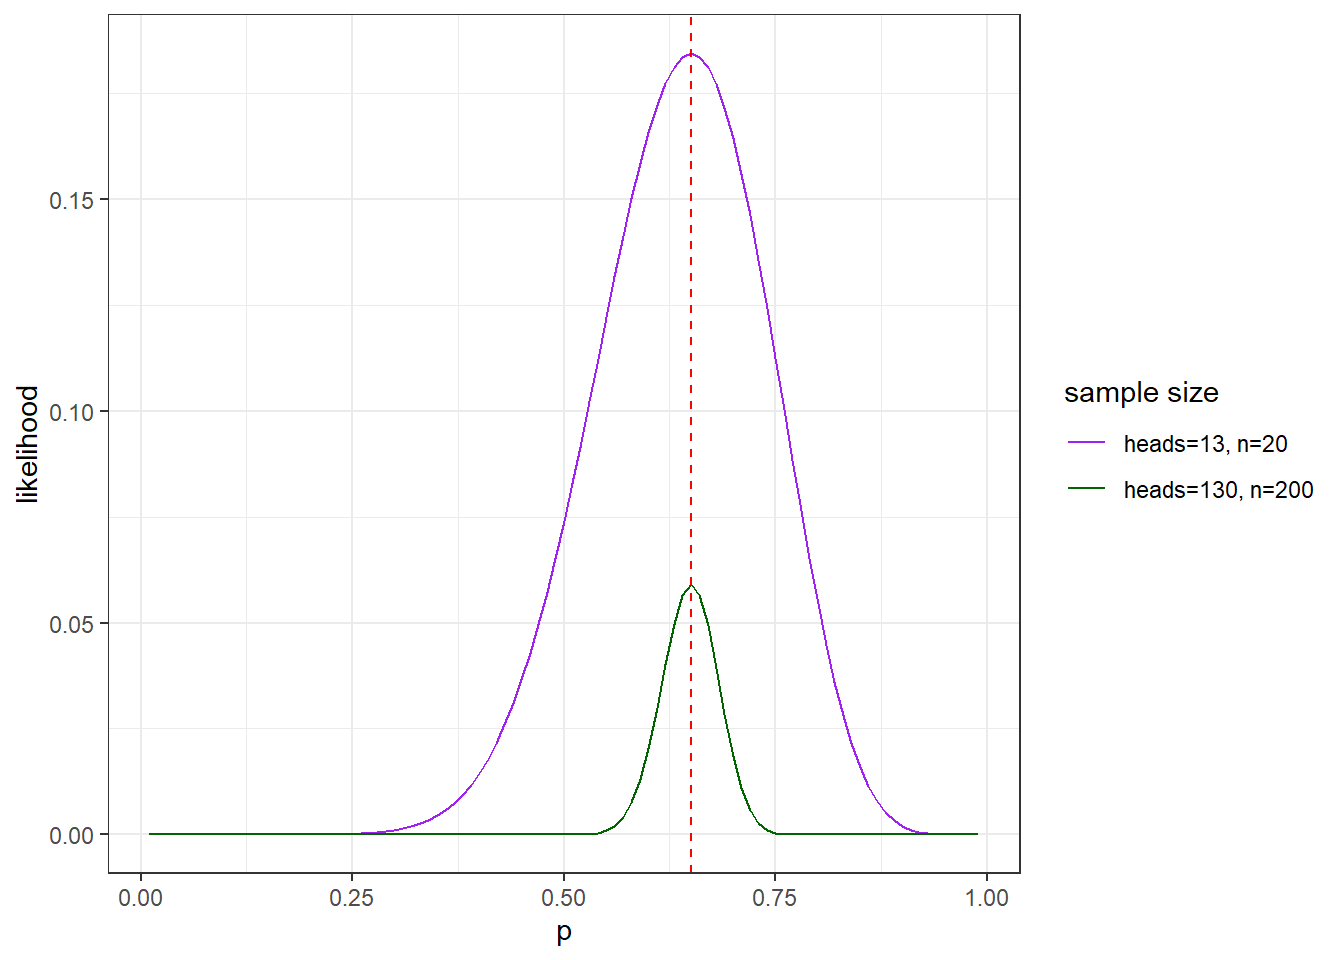 likelihood
0.15
0.10
0.05
0.00
0.00 0.25 0.50 0.75 1.00
p
sample size
heads=13, n=20
heads=130, n=200